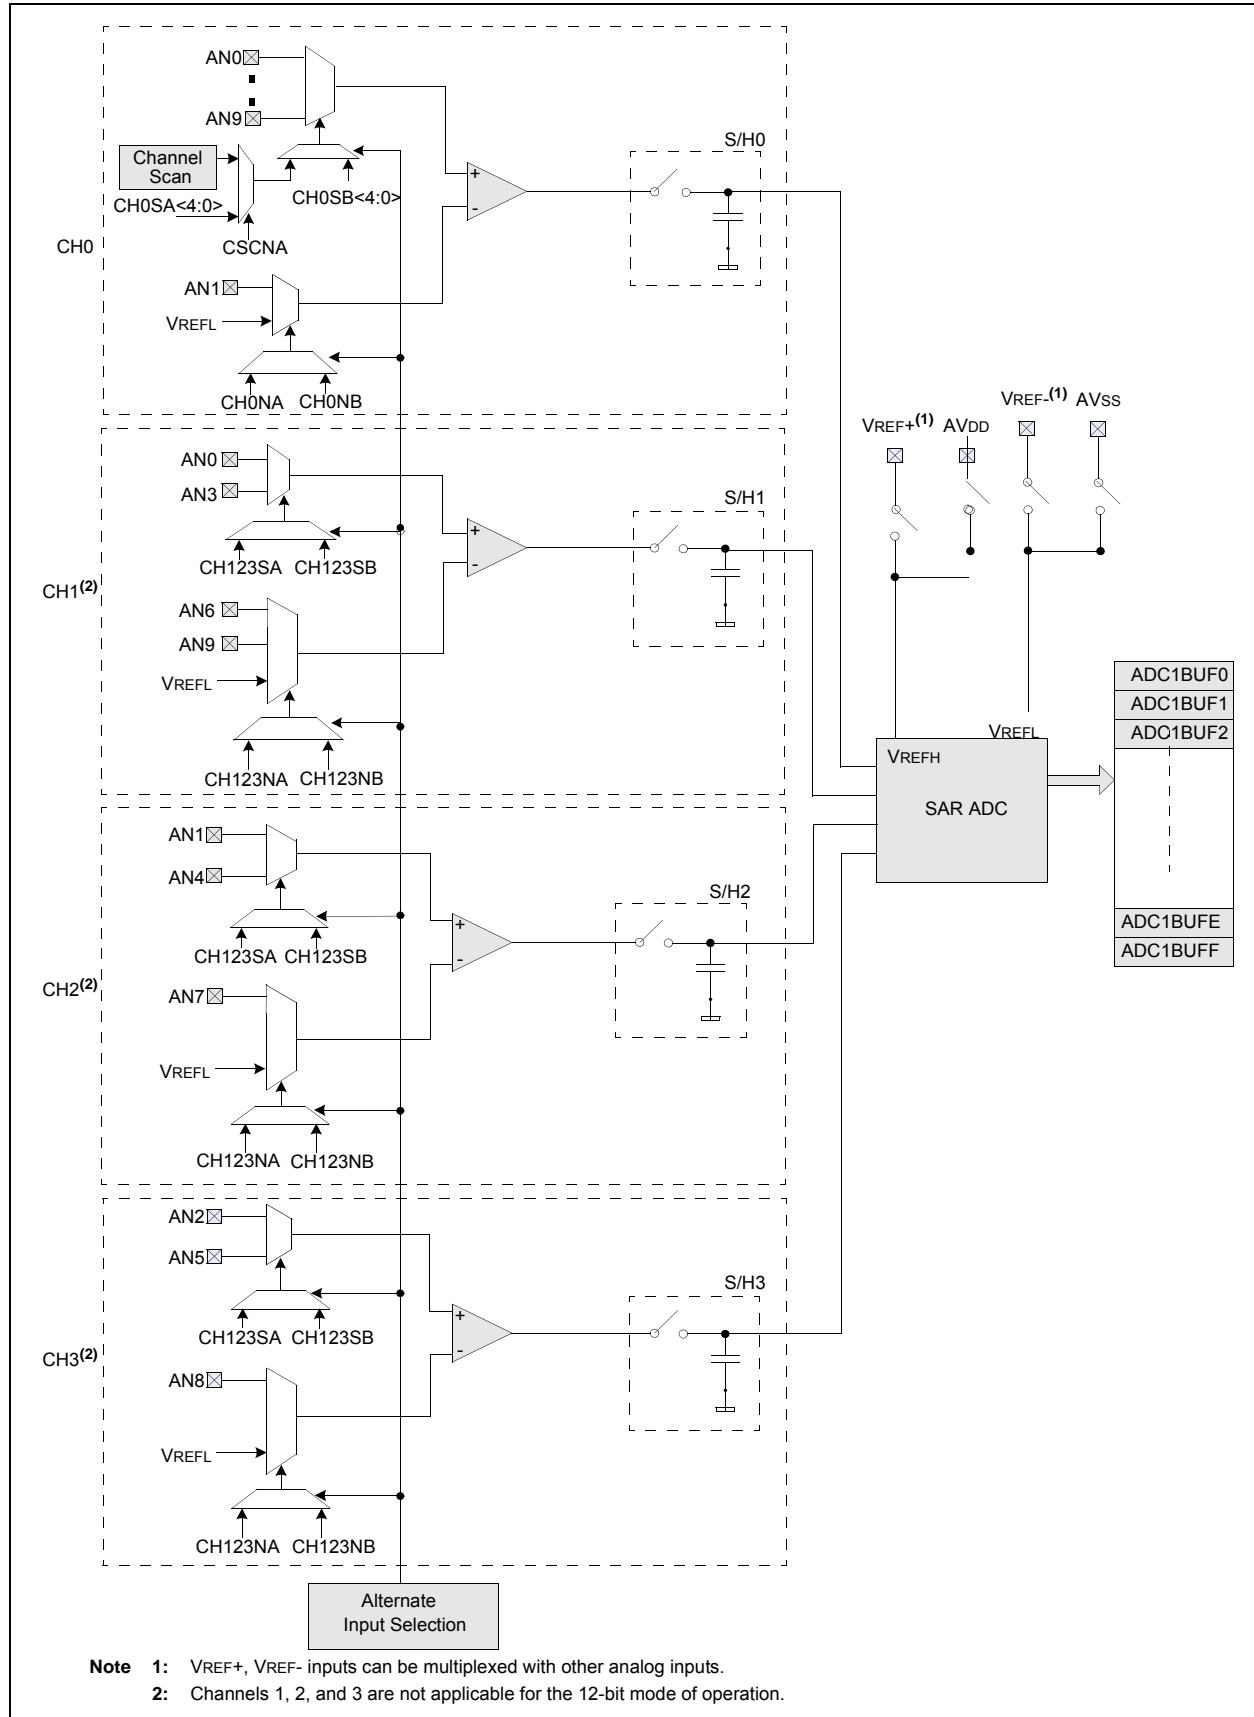 AN0
AN9
Channel
Scan
CH0SA<4:0>
CH0SB<4:0>
CSCNA
CH0
AN1
VREFL
CH0NA CH0NB
+
-
S/H0
AN0
AN3
CH123SA CH123SB
CH1(2)
AN6
AN9
VREFL
CH123NA CH123NB
+
-
S/H1
AN1
AN4
CH123SA CH123SB
CH2(2)
AN7
VREFL
CH123NA CH123NB
+
-
S/H2
AN2
AN5
CH123SA CH123SB
CH3(2)
AN8
VREFL
CH123NA CH123NB
+
-
S/H3
VREF+(1) AVDD
VREF-(1) AVSS
VREFL
VREFH
SAR ADC
ADC1BUF0
ADC1BUF1
ADC1BUF2
ADC1BUFE
ADC1BUFF
Alternate
Input Selection
Note 1: VREF+, VREF- inputs can be multiplexed with other analog inputs.
2: Channels 1, 2, and 3 are not applicable for the 12-bit mode of operation.